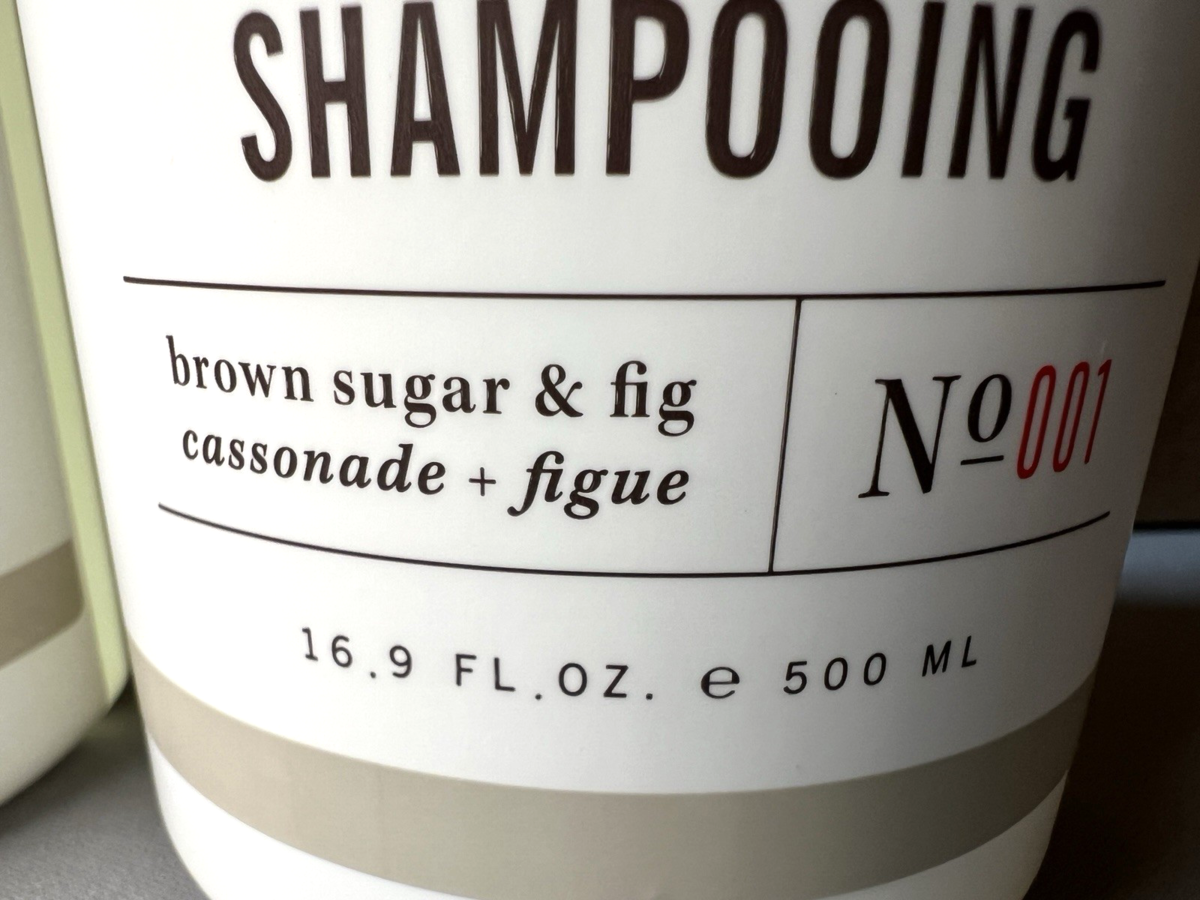 SHAMPOOING
brown sugar & fig
cassonade + figue
Nº001
16.9 FL.OZ. ℮ 500 ML